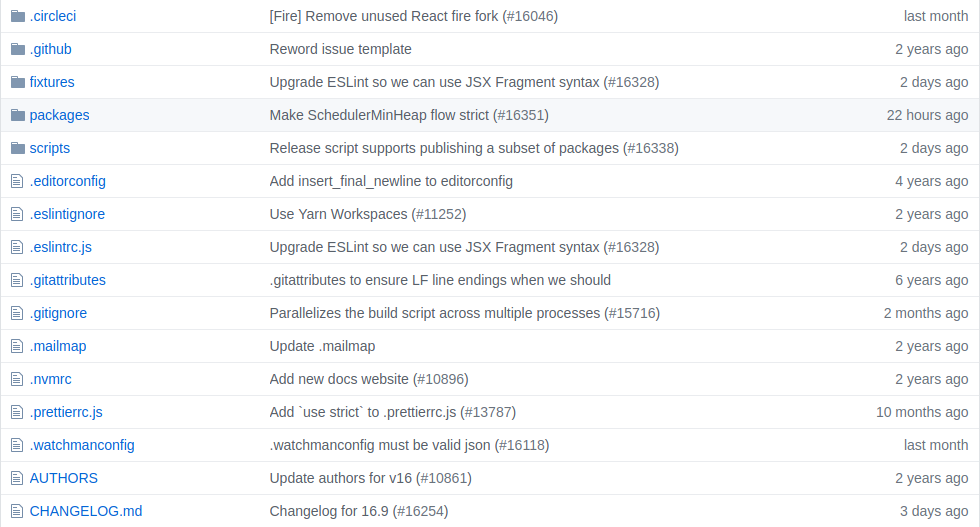 .circleci [Fire] Remove unused React fire fork (#16046) last month
.github Reword issue template 2 years ago
fixtures Upgrade ESLint so we can use JSX Fragment syntax (#16328) 2 days ago
packages Make SchedulerMinHeap flow strict (#16351) 22 hours ago
scripts Release script supports publishing a subset of packages (#16338) 2 days ago
.editorconfig Add insert_final_newline to editorconfig 4 years ago
.eslintignore Use Yarn Workspaces (#11252) 2 years ago
.eslintrc.js Upgrade ESLint so we can use JSX Fragment syntax (#16328) 2 days ago
.gitattributes .gitattributes to ensure LF line endings when we should 6 years ago
.gitignore Parallelizes the build script across multiple processes (#15716) 2 months ago
.mailmap Update .mailmap 2 years ago
.nvmrc Add new docs website (#10896) 2 years ago
.prettierrc.js Add `use strict` to .prettierrc.js (#13787) 10 months ago
.watchmanconfig .watchmanconfig must be valid json (#16118) last month
AUTHORS Update authors for v16 (#10861) 2 years ago
CHANGELOG.md Changelog for 16.9 (#16254) 3 days ago